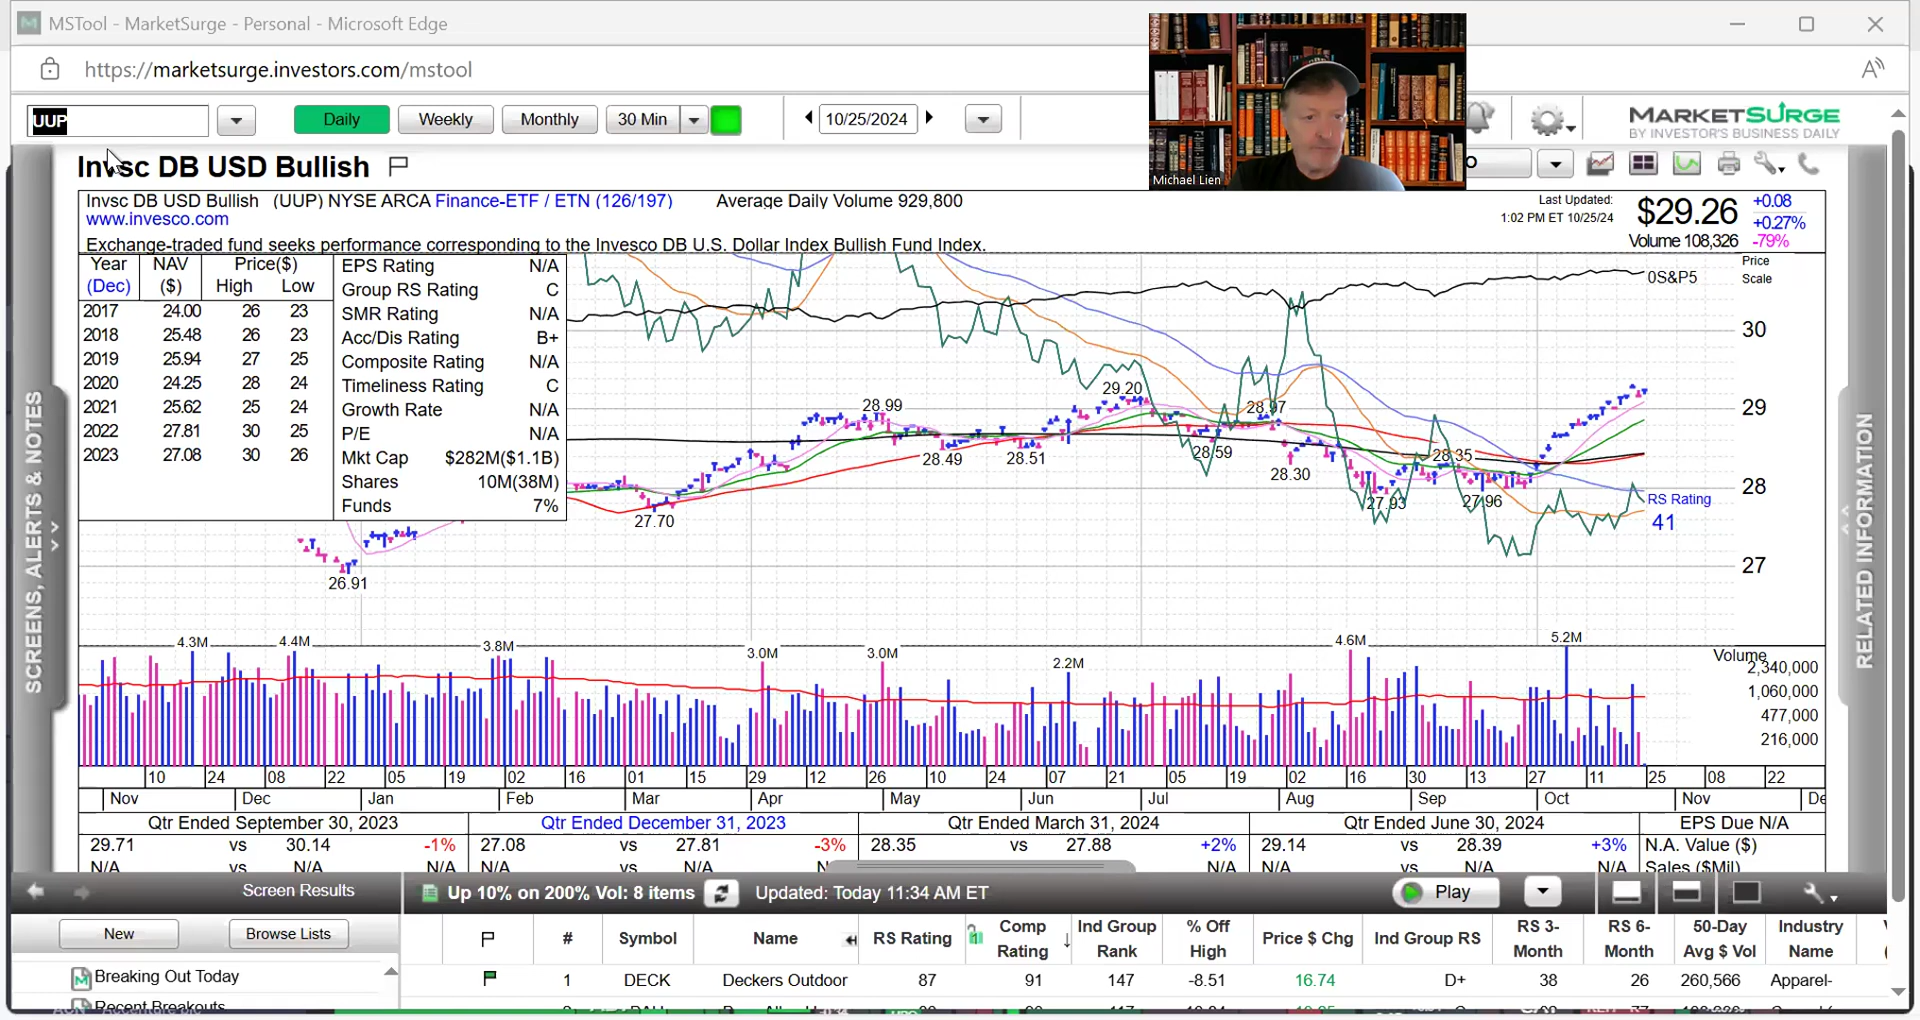 MSTool - MarketSurge - Personal - Microsoft Edge
https://marketsurge.investors.com/mstool
UUP
Daily
Weekly
Monthly
30 Min
10/25/2024
Michael Lien
MARKETSURGE
BY INVESTOR'S BUSINESS DAILY
Invsc DB USD Bullish
Invsc DB USD Bullish (UUP) NYSE ARCA Finance-ETF / ETN (126/197) Average Daily Volume 929,800
www.invesco.com
Exchange-traded fund seeks performance corresponding to the Invesco DB U.S. Dollar Index Bullish Fund Index.
Last Updated:
1:02 PM ET 10/25/24
$29.26
+0.08
+0.27%
Volume 108,326 -79%
Year NAV Price($)
(Dec) ($) High Low
2017 24.00 26 23
2018 25.48 26 23
2019 25.94 27 25
2020 24.25 28 24
2021 25.62 25 24
2022 27.81 30 25
2023 27.08 30 26
EPS Rating N/A
Group RS Rating C
SMR Rating N/A
Acc/Dis Rating B+
Composite Rating N/A
Timeliness Rating C
Growth Rate N/A
P/E N/A
Mkt Cap $282M($1.1B)
Shares 10M(38M)
Funds 7%
Price
Scale
0S&P5
30
29
28
27
RS Rating
41
26.91
27.70
28.99
28.49
28.51
29.20
28.59
28.97
28.30
27.93
28.35
27.96
SCREENS, ALERTS & NOTES
RELATED INFORMATION
4.3M 4.4M 3.8M 3.0M 3.0M 2.2M 4.6M 5.2M
Volume
2,340,000
1,060,000
477,000
216,000
10 24 08 22 05 19 02 16 01 15 29 12 26 10 24 07 21 05 19 02 16 30 13 27 11 25 08 22
Nov Dec Jan Feb Mar Apr May Jun Jul Aug Sep Oct Nov De
Qtr Ended September 30, 2023 Qtr Ended December 31, 2023 Qtr Ended March 31, 2024 Qtr Ended June 30, 2024 EPS Due N/A
29.71 vs 30.14 -1% 27.08 vs 27.81 -3% 28.35 vs 27.88 +2% 29.14 vs 28.39 +3% N.A. Value ($)
N/A vs N/A N/A N/A vs N/A vs N/A N/A N/A vs N/A N/A Sales ($Mil)
Screen Results
Up 10% on 200% Vol: 8 items
Updated: Today 11:34 AM ET
Play
New
Browse Lists
Breaking Out Today
Recent Breakouts
# Symbol Name RS Rating Comp Rating Ind Group Rank % Off High Price $ Chg Ind Group RS RS 3-Month RS 6-Month 50-Day Avg $ Vol Industry Name
1 DECK Deckers Outdoor 87 91 147 -8.51 16.74 D+ 38 26 260,566 Apparel-